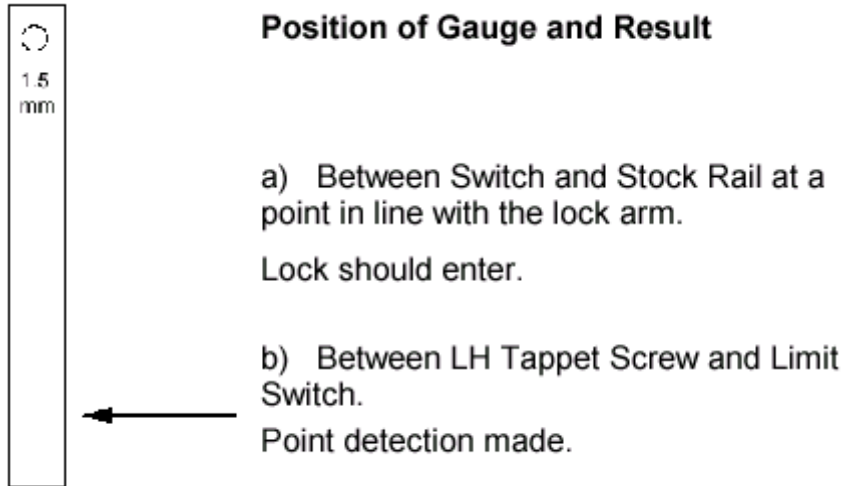 Position of Gauge and Result
1.5
mm
a) Between Switch and Stock Rail at a
point in line with the lock arm.
Lock should enter.
b) Between LH Tappet Screw and Limit
Switch.
Point detection made.